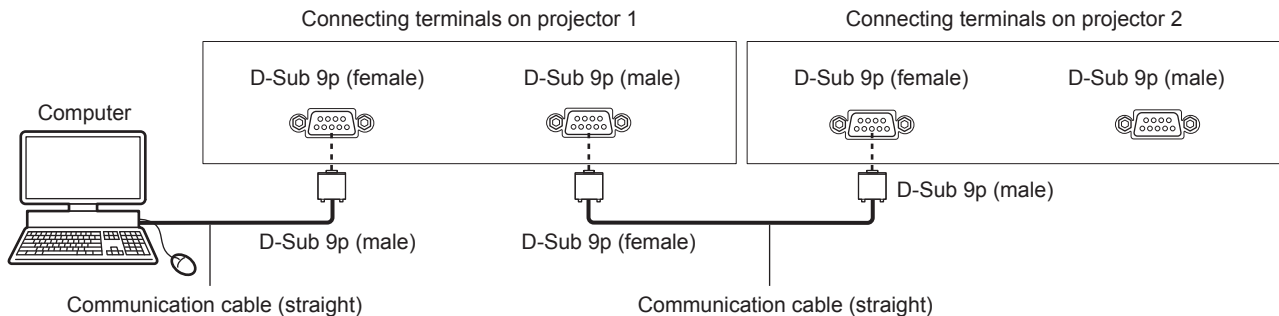 Connecting terminals on projector 1
Connecting terminals on projector 2
D-Sub 9p (female)
D-Sub 9p (male)
D-Sub 9p (female)
D-Sub 9p (male)
Computer
D-Sub 9p (male)
D-Sub 9p (male)
D-Sub 9p (female)
Communication cable (straight)
Communication cable (straight)